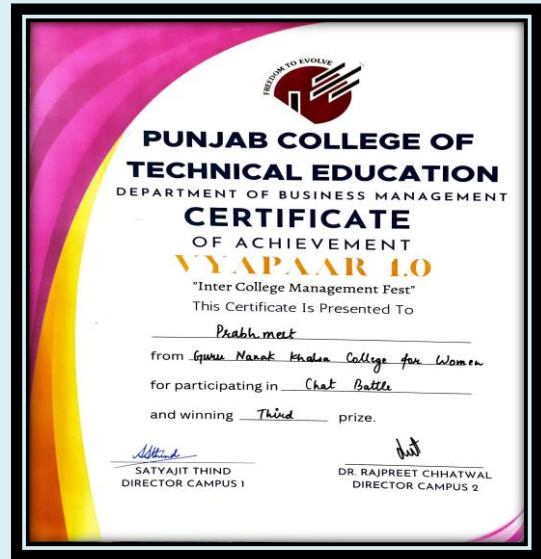 FREEDOM TO EVOLVE
PUNJAB COLLEGE OF
TECHNICAL EDUCATION
DEPARTMENT OF BUSINESS MANAGEMENT
CERTIFICATE
OF ACHIEVEMENT
VYAPAAR 1.0
"Inter College Management Fest"
This Certificate Is Presented To
Prabhmeet
from Guru Nanak Khalsa College for Women
for participating in Chat Battle
and winning Third prize.
SATYAJIT THIND
DIRECTOR CAMPUS 1
DR. RAJPREET CHHATWAL
DIRECTOR CAMPUS 2